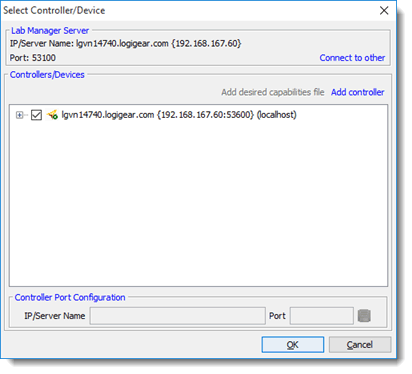 Select Controller/Device
Lab Manager Server
IP/Server Name: lgvn14740.logigear.com {192.168.167.60}
Port: 53100
Connect to other
Controllers/Devices
Add desired capabilities file Add controller
lgvn14740.logigear.com {192.168.167.60:53600} (localhost)
Controller Port Configuration
IP/Server Name Port
OK Cancel